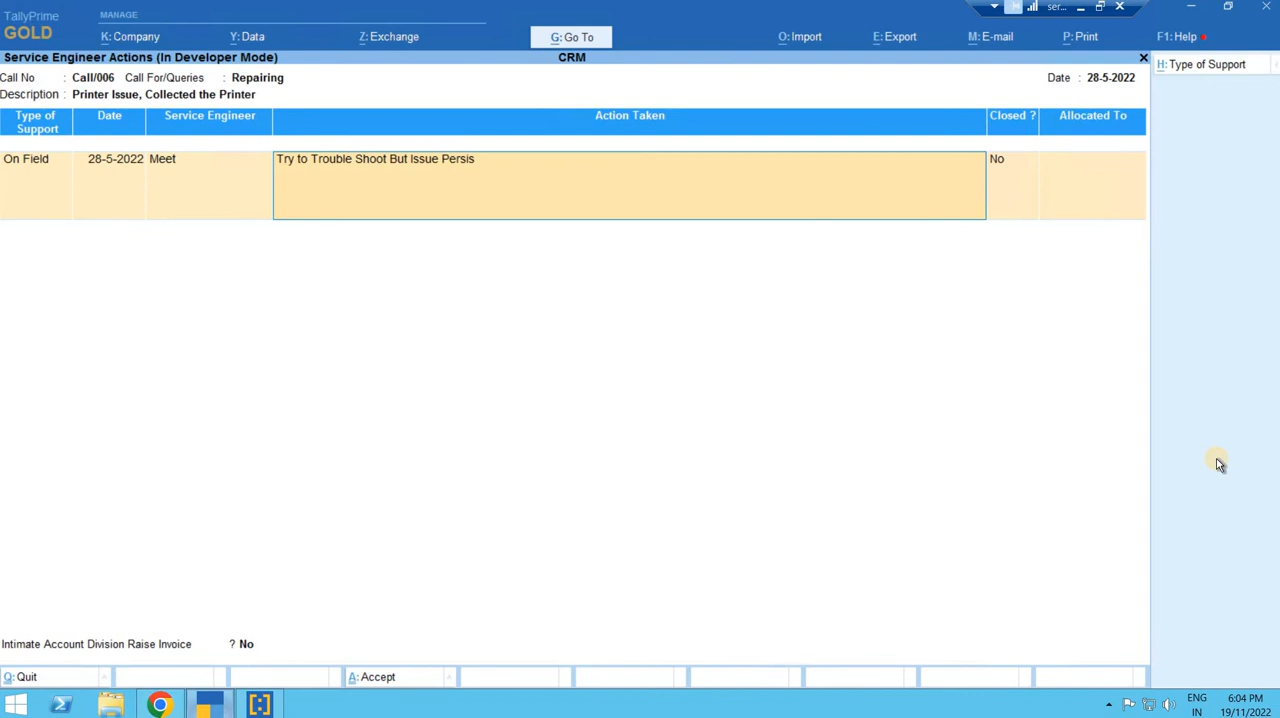 TallyPrime
GOLD
MANAGE
ser...
K: Company
Y: Data
Z: Exchange
G: Go To
O: Import
E: Export
M: E-mail
P: Print
F1: Help
Service Engineer Actions (In Developer Mode)
CRM
H: Type of Support
Call No : Call/006 Call For/Queries : Repairing
Date : 28-5-2022
Description : Printer Issue, Collected the Printer
Type of Support
Date
Service Engineer
Action Taken
Closed ?
Allocated To
On Field 28-5-2022 Meet Try to Trouble Shoot But Issue Persis No
Intimate Account Division Raise Invoice ? No
Q: Quit
A: Accept
ENG
IN
6:04 PM
19/11/2022